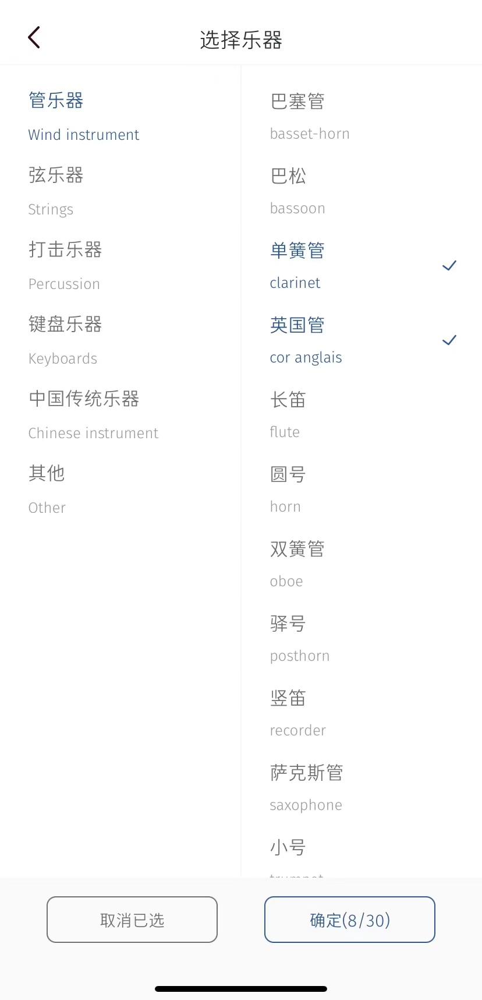 选择乐器
管乐器
Wind instrument
弦乐器
Strings
打击乐器
Percussion
键盘乐器
Keyboards
中国传统乐器
Chinese instrument
其他
Other
巴塞管
basset-horn
巴松
bassoon
单簧管
clarinet
英国管
cor anglais
长笛
flute
圆号
horn
双簧管
oboe
驿号
posthorn
竖笛
recorder
萨克斯管
saxophone
小号
取消已选
确定(8/30)